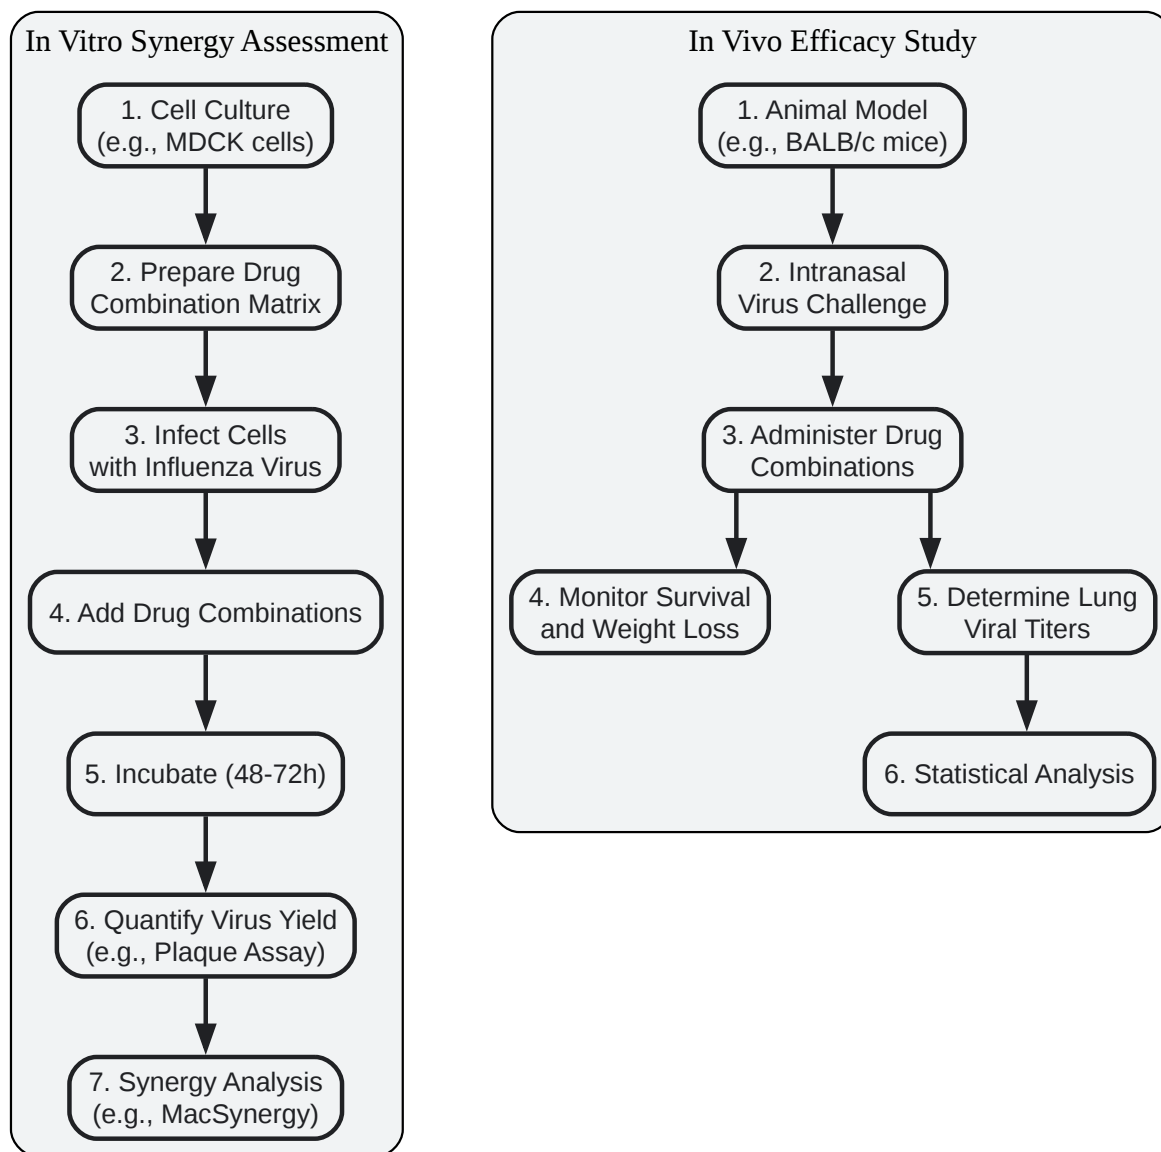 In Vitro Synergy Assessment
1. Cell Culture
(e.g., MDCK cells)
2. Prepare Drug
Combination Matrix
3. Infect Cells
with Influenza Virus
4. Add Drug Combinations
5. Incubate (48-72h)
6. Quantify Virus Yield
(e.g., Plaque Assay)
7. Synergy Analysis
(e.g., MacSynergy)
In Vivo Efficacy Study
1. Animal Model
(e.g., BALB/c mice)
2. Intranasal
Virus Challenge
3. Administer Drug
Combinations
4. Monitor Survival
and Weight Loss
5. Determine Lung
Viral Titers
6. Statistical Analysis